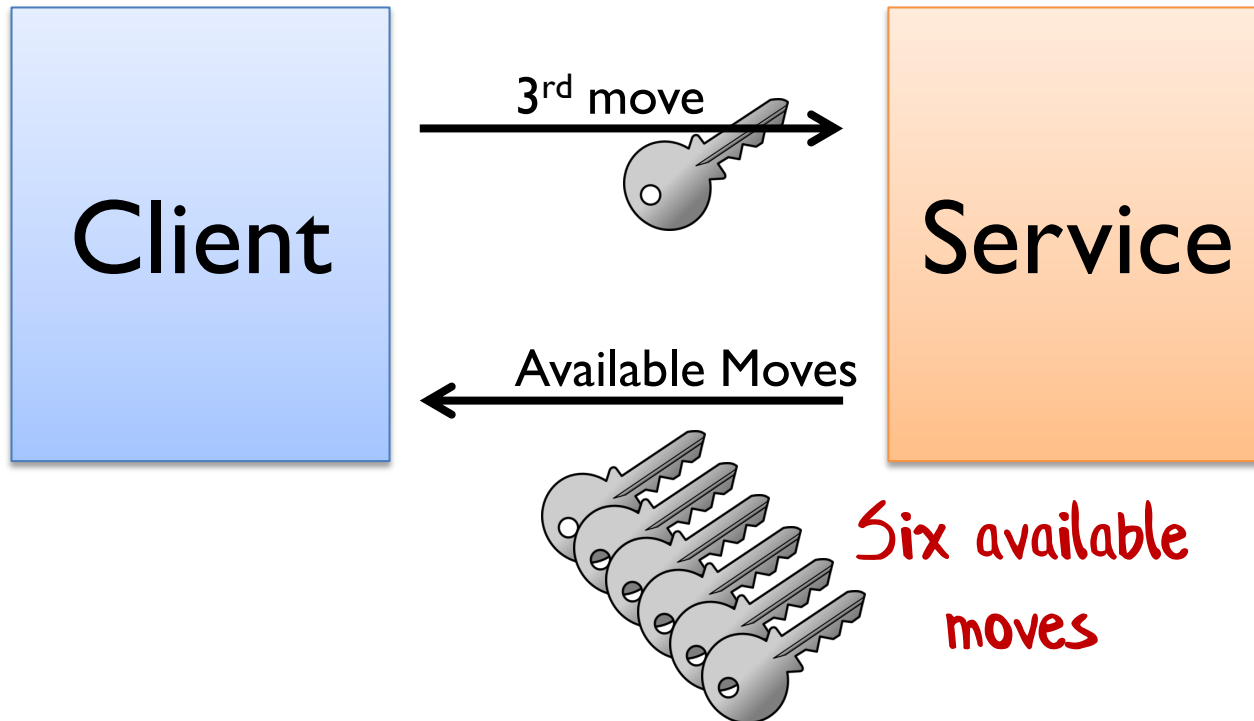 3rd move
Client
Service
Available Moves
Six available
moves